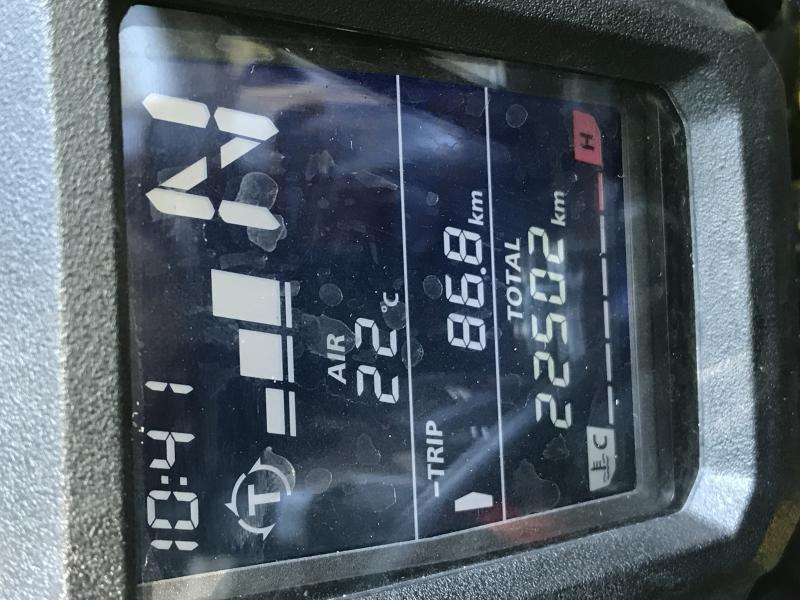 10:41
T
N
AIR
22°C
-TRIP
86.8 km
TOTAL
22502 km
C H